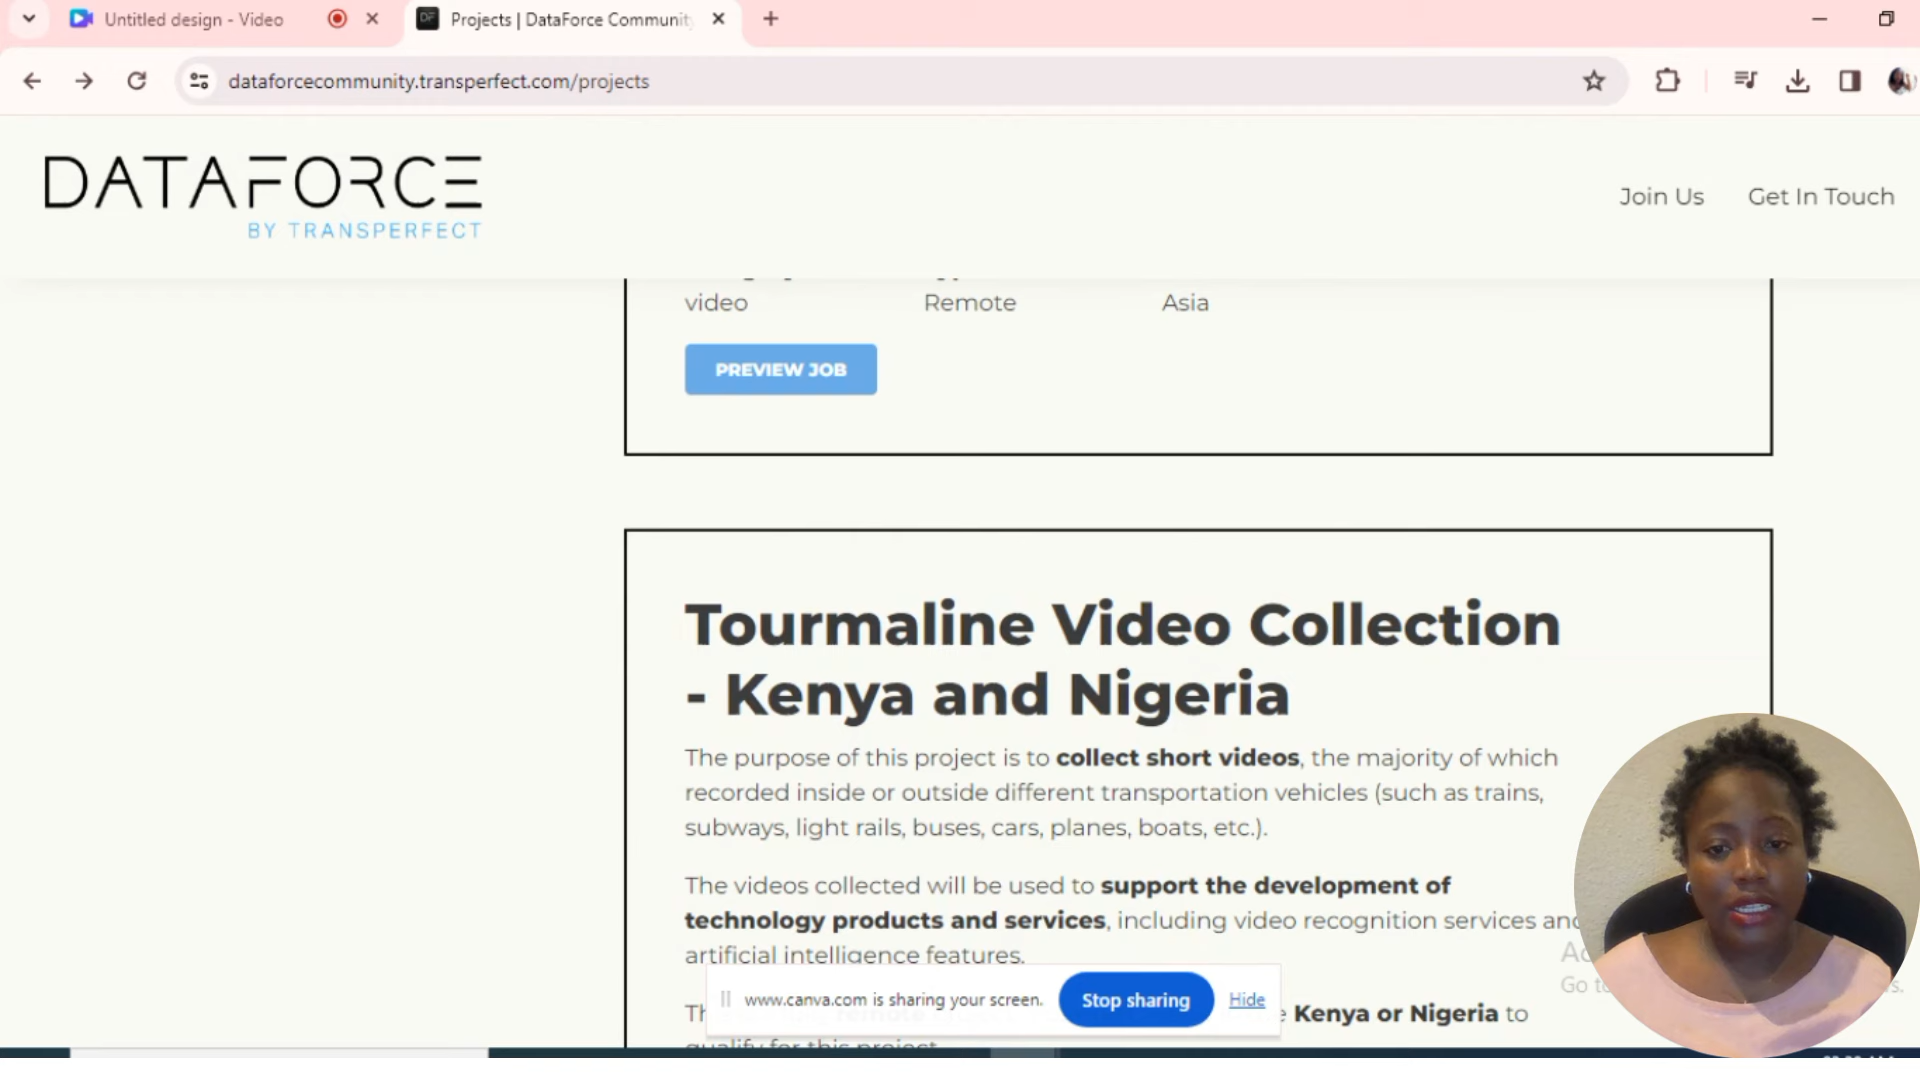 Untitled design - Video
Projects | DataForce Communit
dataforcecommunity.transperfect.com/projects
DATAFORCE
BY TRANSPERFECT
Join Us
Get In Touch
video
Remote
Asia
PREVIEW JOB
Tourmaline Video Collection
- Kenya and Nigeria
The purpose of this project is to collect short videos, the majority of which
recorded inside or outside different transportation vehicles (such as trains,
subways, light rails, buses, cars, planes, boats, etc.).
The videos collected will be used to support the development of
technology products and services, including video recognition services and
artificial intelligence features.
www.canva.com is sharing your screen.
Stop sharing
Hide
Kenya or Nigeria to
qualify for this project
Go to